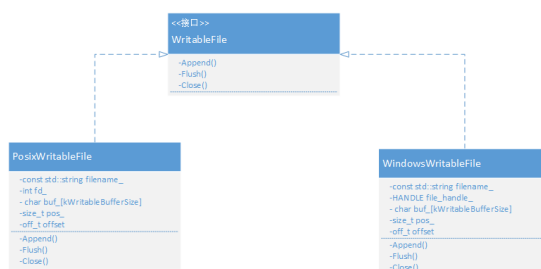 <<接口>>
WritableFile
-Append()
-Flush()
-Close()
PosixWritableFile
-const std::string filename_
-int fd_
- char buf_[kWritableBufferSize]
-size_t pos_
-off_t offset
-Append()
-Flush()
-Close()
WindowsWritableFile
-const std::string filename_
-HANDLE file_handle_
- char buf_[kWritableBufferSize]
-size_t pos_
-off_t offset
-Append()
-Flush()
-Close()